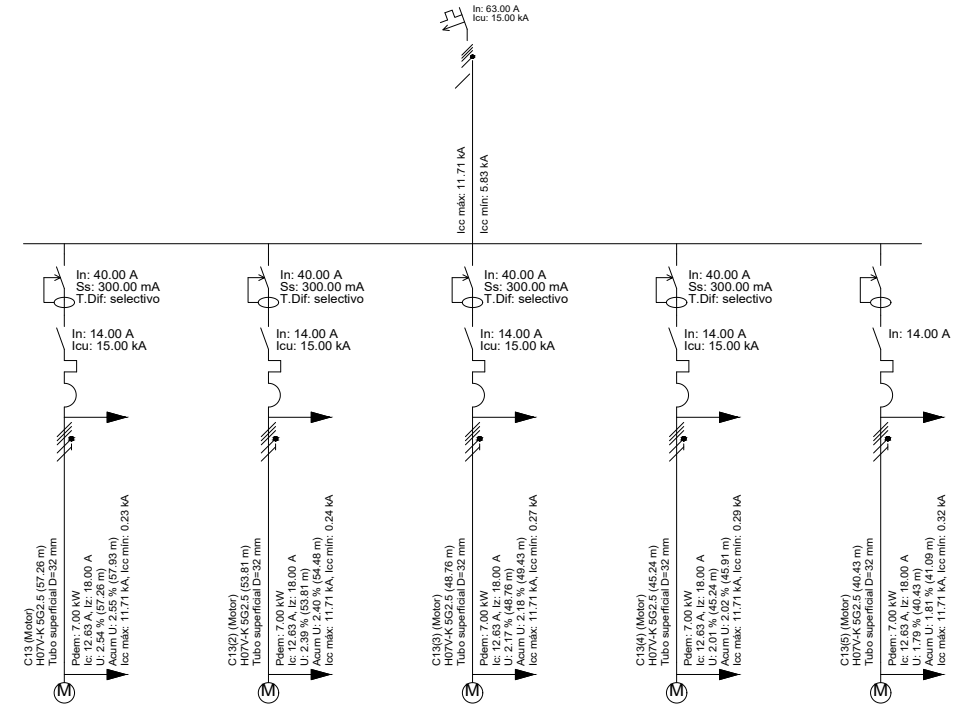 In: 63.00 A
Icu: 15.00 kA
Icc máx: 11.71 kA
Icc mín: 5.83 kA
In: 40.00 A
Ss: 300.00 mA
T.Dif: selectivo
In: 14.00 A
Icu: 15.00 kA
In: 40.00 A
Ss: 300.00 mA
T.Dif: selectivo
In: 14.00 A
Icu: 15.00 kA
In: 40.00 A
Ss: 300.00 mA
T.Dif: selectivo
In: 14.00 A
Icu: 15.00 kA
In: 40.00 A
Ss: 300.00 mA
T.Dif: selectivo
In: 14.00 A
Icu: 15.00 kA
In: 14.00 A
C13 (Motor)
H07V-K 5G2.5 (57.26 m)
Tubo superficial D=32 mm
Pdem: 7.00 kW
Ic: 12.63 A, Iz: 18.00 A
U: 2.54 % (57.26 m)
Acum U: 2.55 % (57.93 m)
Icc máx: 11.71 kA, Icc mín: 0.23 kA
M
C13(2) (Motor)
H07V-K 5G2.5 (53.81 m)
Tubo superficial D=32 mm
Pdem: 7.00 kW
Ic: 12.63 A, Iz: 18.00 A
U: 2.39 % (53.81 m)
Acum U: 2.40 % (54.48 m)
Icc máx: 11.71 kA, Icc mín: 0.24 kA
M
C13(3) (Motor)
H07V-K 5G2.5 (48.76 m)
Tubo superficial D=32 mm
Pdem: 7.00 kW
Ic: 12.63 A, Iz: 18.00 A
U: 2.17 % (48.76 m)
Acum U: 2.18 % (49.43 m)
Icc máx: 11.71 kA, Icc mín: 0.27 kA
M
C13(4) (Motor)
H07V-K 5G2.5 (45.24 m)
Tubo superficial D=32 mm
Pdem: 7.00 kW
Ic: 12.63 A, Iz: 18.00 A
U: 2.01 % (45.24 m)
Acum U: 2.02 % (45.91 m)
Icc máx: 11.71 kA, Icc mín: 0.29 kA
M
C13(5) (Motor)
H07V-K 5G2.5 (40.43 m)
Tubo superficial D=32 mm
Pdem: 7.00 kW
Ic: 12.63 A, Iz: 18.00 A
U: 1.79 % (40.43 m)
Acum U: 1.81 % (41.09 m)
Icc máx: 11.71 kA, Icc mín: 0.32 kA
M